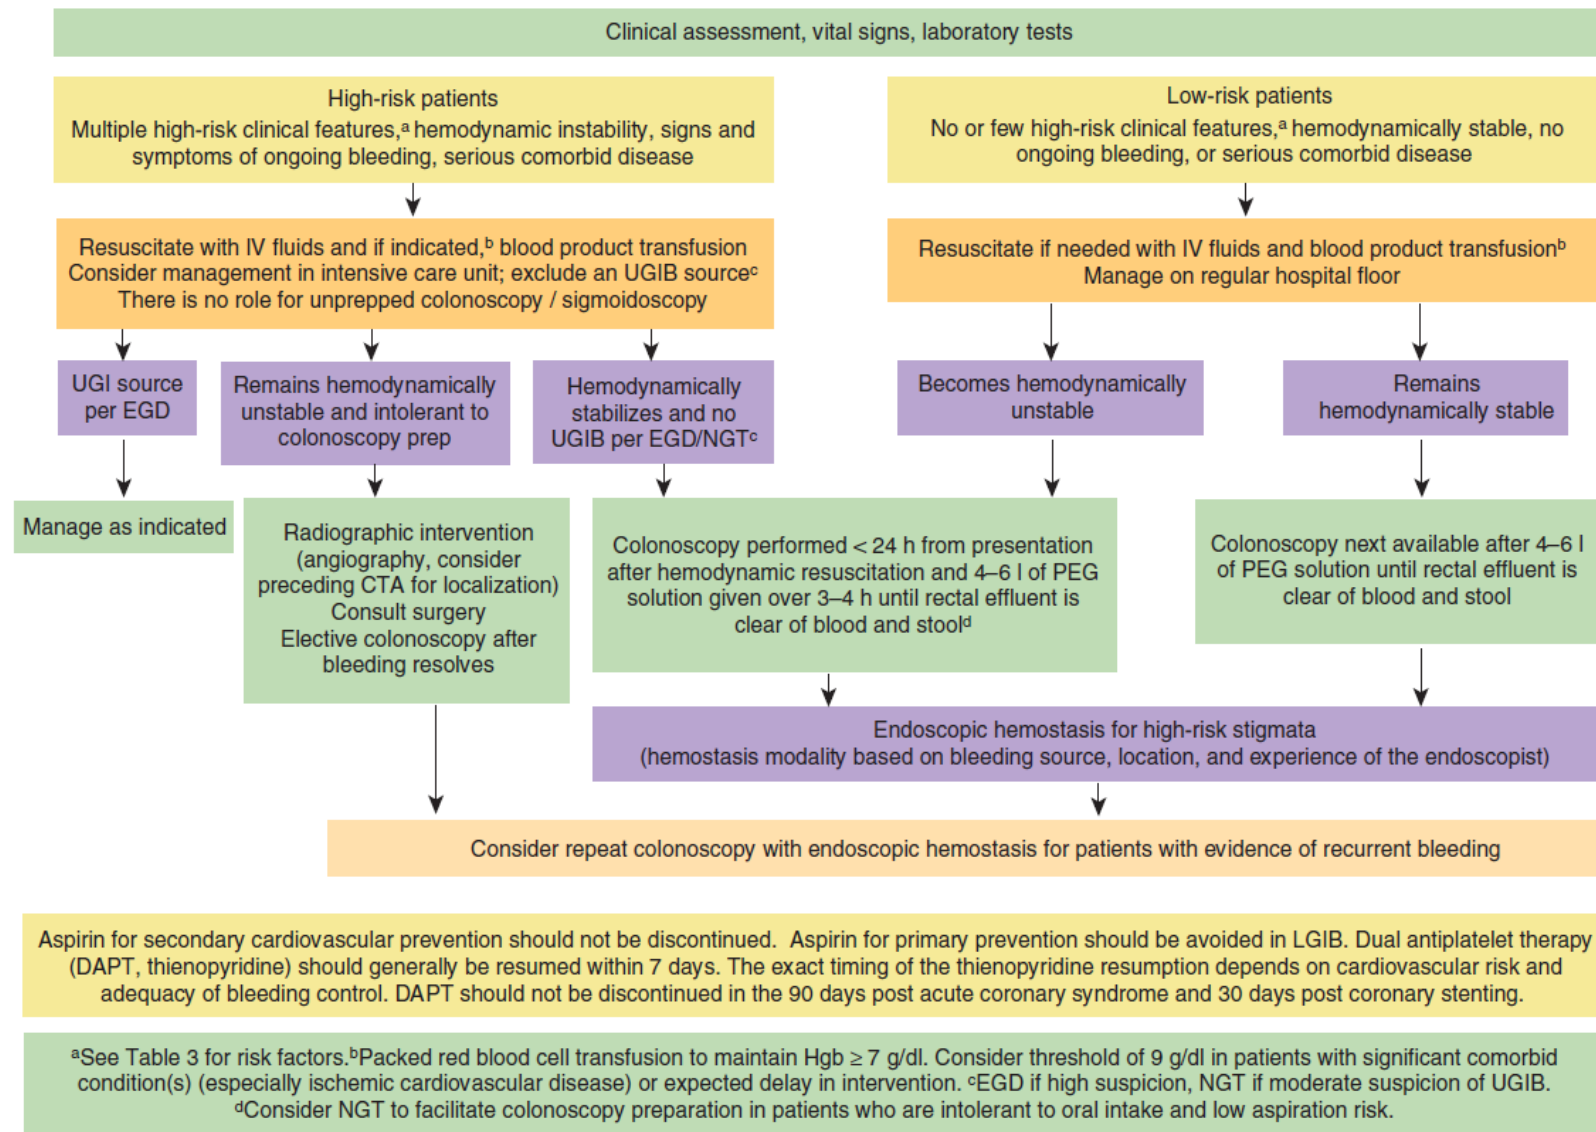 Clinical assessment, vital signs, laboratory tests
High-risk patients
Multiple high-risk clinical features,ᵃ hemodynamic instability, signs and
symptoms of ongoing bleeding, serious comorbid disease
Low-risk patients
No or few high-risk clinical features,ᵃ hemodynamically stable, no
ongoing bleeding, or serious comorbid disease
Resuscitate with IV fluids and if indicated,ᵇ blood product transfusion
Consider management in intensive care unit; exclude an UGIB sourceᶜ
There is no role for unprepped colonoscopy / sigmoidoscopy
Resuscitate if needed with IV fluids and blood product transfusionᵇ
Manage on regular hospital floor
UGI source
per EGD
Remains hemodynamically
unstable and intolerant to
colonoscopy prep
Hemodynamically
stabilizes and no
UGIB per EGD/NGTᶜ
Becomes hemodynamically
unstable
Remains
hemodynamically stable
Manage as indicated
Radiographic intervention
(angiography, consider
preceding CTA for localization)
Consult surgery
Elective colonoscopy after
bleeding resolves
Colonoscopy performed < 24 h from presentation
after hemodynamic resuscitation and 4–6 l of PEG
solution given over 3–4 h until rectal effluent is
clear of blood and stoolᵈ
Colonoscopy next available after 4–6 l
of PEG solution until rectal effluent is
clear of blood and stool
Endoscopic hemostasis for high-risk stigmata
(hemostasis modality based on bleeding source, location, and experience of the endoscopist)
Consider repeat colonoscopy with endoscopic hemostasis for patients with evidence of recurrent bleeding
Aspirin for secondary cardiovascular prevention should not be discontinued. Aspirin for primary prevention should be avoided in LGIB. Dual antiplatelet therapy
(DAPT, thienopyridine) should generally be resumed within 7 days. The exact timing of the thienopyridine resumption depends on cardiovascular risk and
adequacy of bleeding control. DAPT should not be discontinued in the 90 days post acute coronary syndrome and 30 days post coronary stenting.
ᵃSee Table 3 for risk factors.ᵇPacked red blood cell transfusion to maintain Hgb ≥ 7 g/dl. Consider threshold of 9 g/dl in patients with significant comorbid
condition(s) (especially ischemic cardiovascular disease) or expected delay in intervention. ᶜEGD if high suspicion, NGT if moderate suspicion of UGIB.
ᵈConsider NGT to facilitate colonoscopy preparation in patients who are intolerant to oral intake and low aspiration risk.